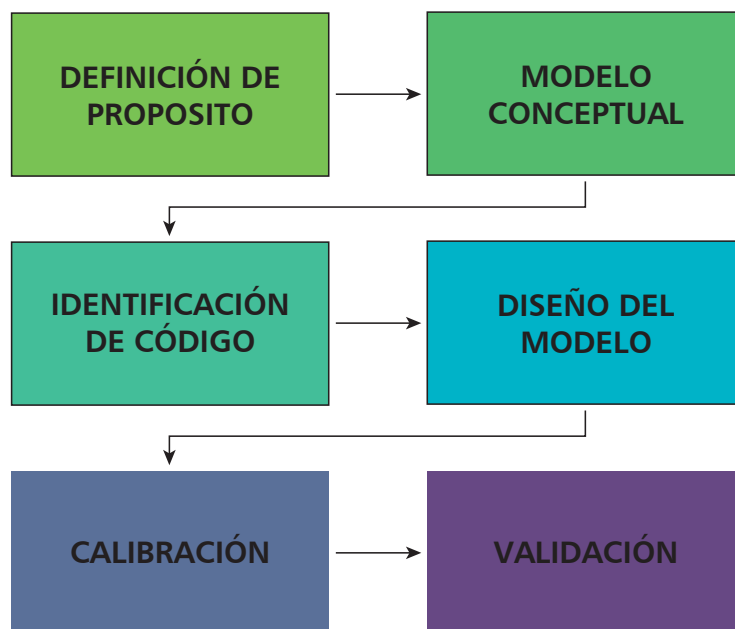 DEFINICIÓN DE
PROPOSITO
MODELO
CONCEPTUAL
IDENTIFICACIÓN
DE CÓDIGO
DISEÑO DEL
MODELO
CALIBRACIÓN
VALIDACIÓN